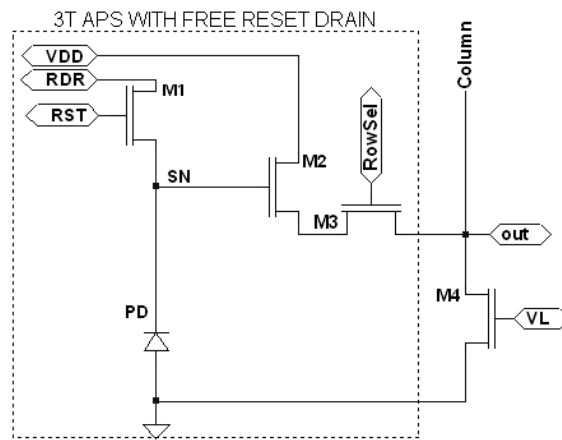 3T APS WITH FREE RESET DRAIN
VDD
RDR
M1
RST
SN
M2
RowSel
Column
M3
out
M4
VL
PD